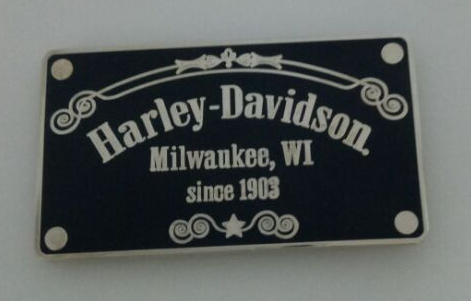 Harley-Davidson
Milwaukee, WI
since 1903